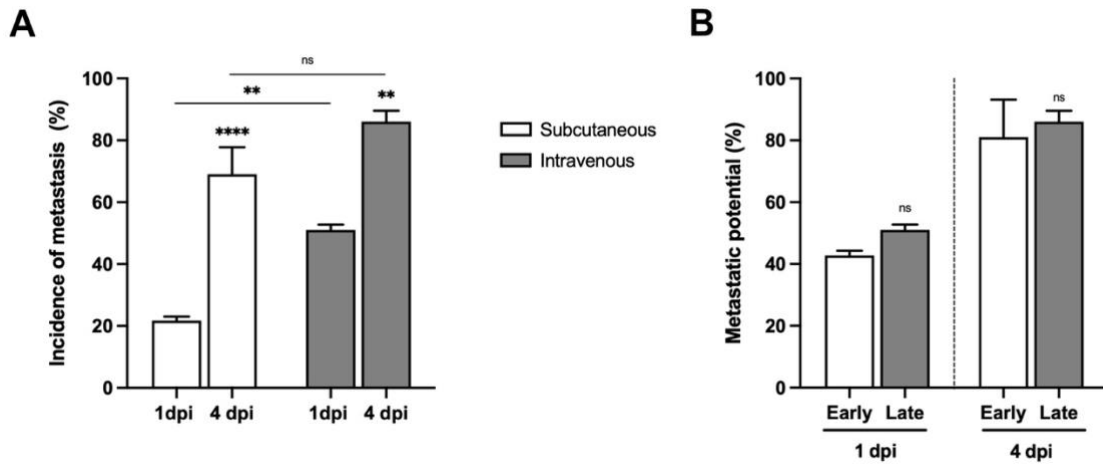 A
Incidence of metastasis (%)
100
80
60
40
20
0
ns
**
****
**
1dpi 4 dpi 1dpi 4 dpi
Subcutaneous
Intravenous
B
Metastatic potential (%)
100
80
60
40
20
0
ns
ns
Early Late Early Late
1 dpi 4 dpi